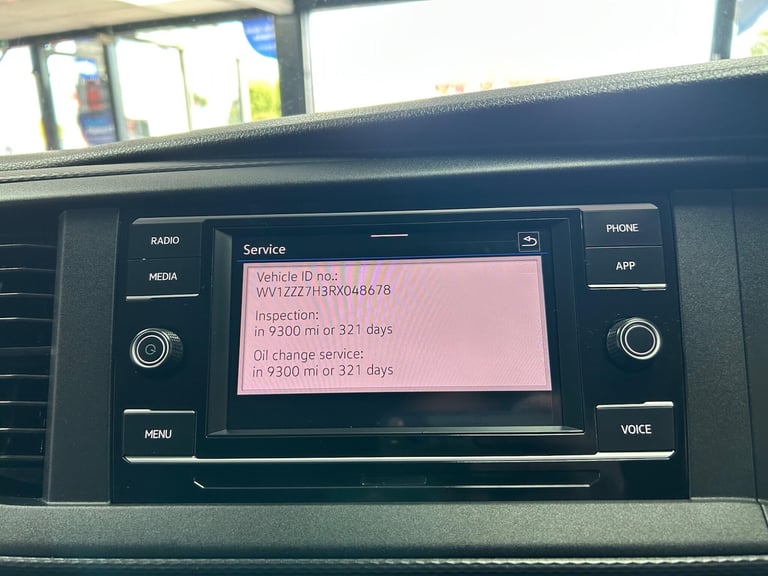 RADIO
MEDIA
MENU
Service
Vehicle ID no.:
WV1ZZZ7H3RX048678
Inspection:
in 9300 mi or 321 days
Oil change service:
in 9300 mi or 321 days
PHONE
APP
VOICE